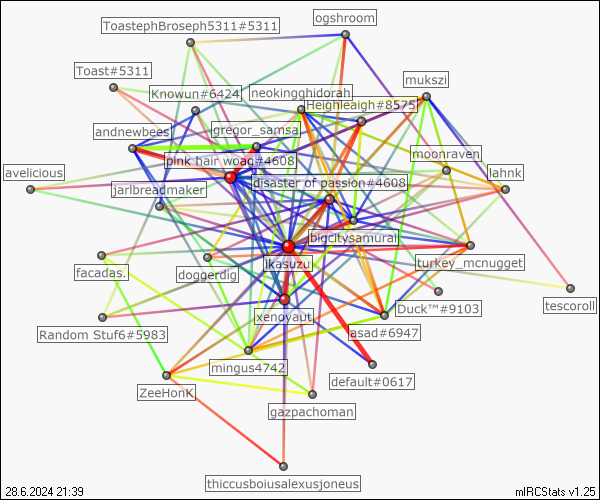 ogshroom
ToastephBroseph5311#5311
Toast#5311
mukszi
Knowun#6424
neokingghidorah
Heighleaigh#8575
andnewbees
gregor_samsa
moonraven
pink hair woag#4608
avelicious
lahnk
jarlbreadmaker
disaster of passion#4608
bigcitysamurai
ikasuzu
turkey_mcnugget
facadas.
doggerdig
tescoroll
Duck™#9103
xenoyaut
Random Stuf6#5983
asad#6947
mingus4742
default#0617
ZeeHonK
gazpachoman
thiccusboiusalexusjoneus
28.6.2024 21:39
mIRCStats v1.25